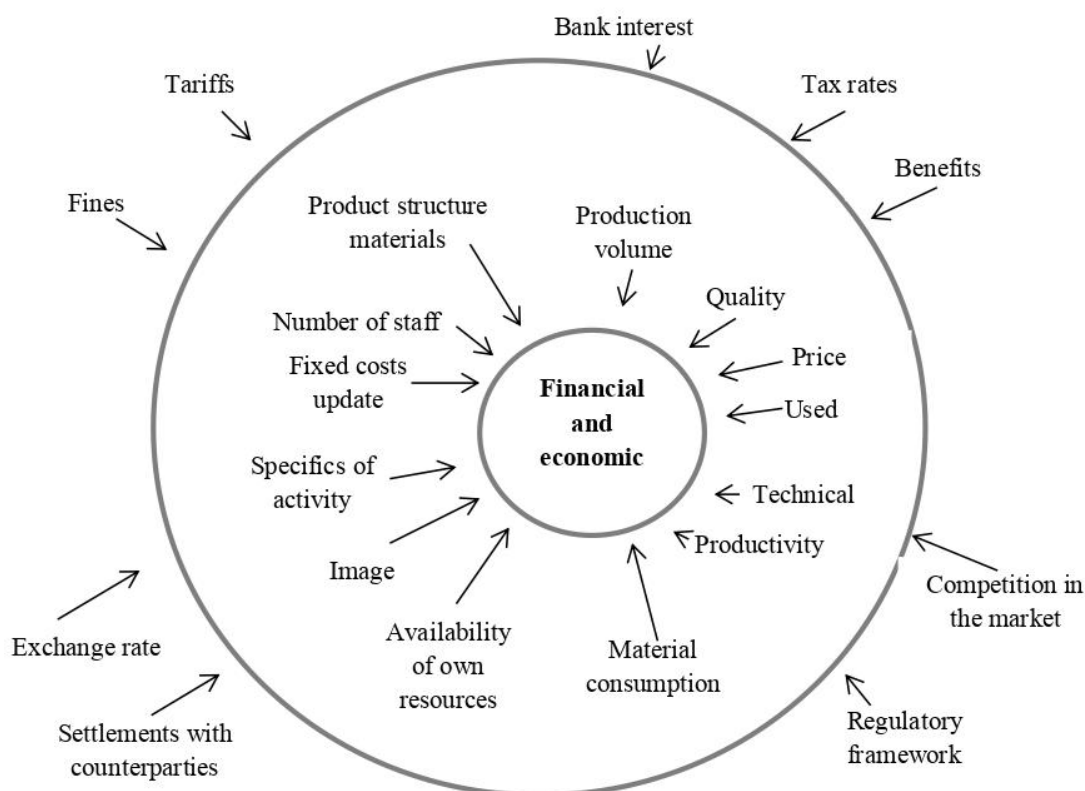 Bank interest
Tariffs
Tax rates
Benefits
Fines
Product structure
materials
Production
volume
Quality
Number of staff
Price
Fixed costs
update
Used
Financial
and
economic
Specifics of
activity
Technical
Productivity
Image
Availability
of own
resources
Material
consumption
Competition in
the market
Exchange rate
Settlements with
counterparties
Regulatory
framework